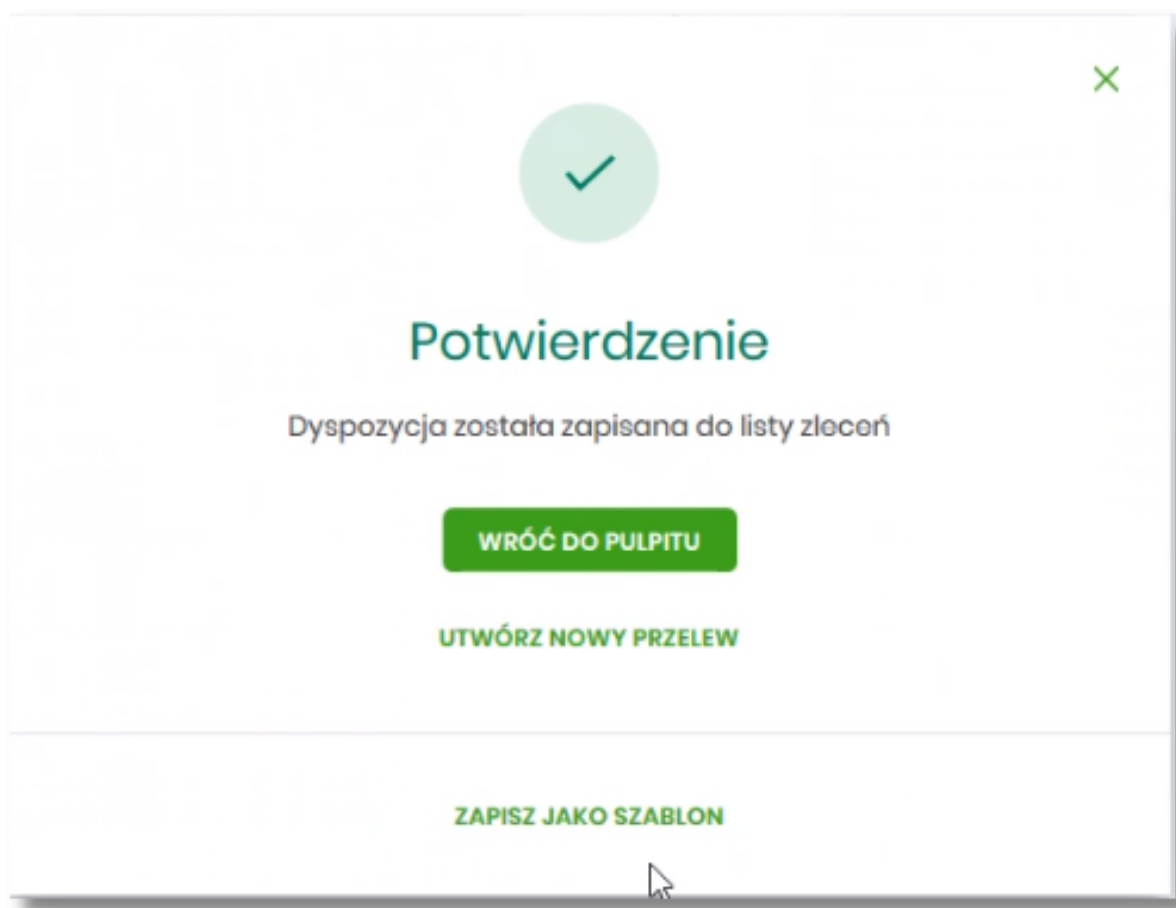 Potwierdzenie
Dyspozycja została zapisana do listy zleceń
WRÓĆ DO PULPITU
UTWÓRZ NOWY PRZELEW
ZAPISZ JAKO SZABLON